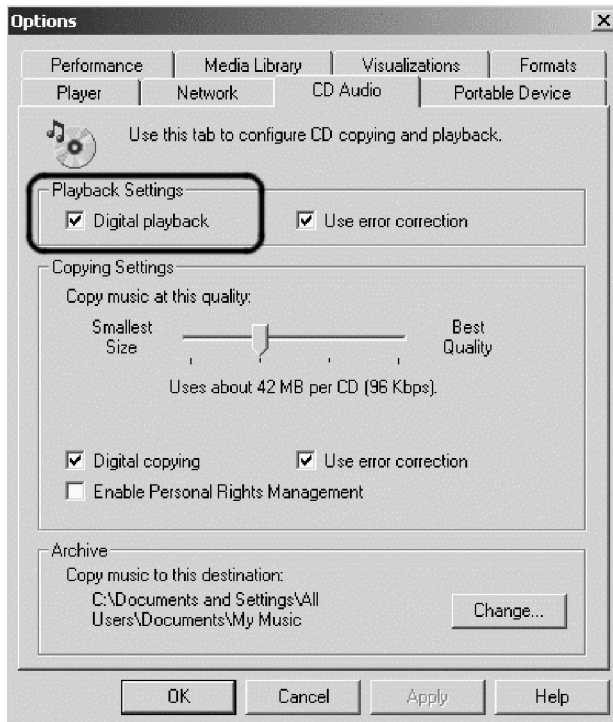 Options
Performance Media Library Visualizations Formats
Player Network CD Audio Portable Device
Use this tab to configure CD copying and playback.
Playback Settings
Digital playback Use error correction
Copying Settings
Copy music at this quality:
Smallest Size
Best Quality
Uses about 42 MB per CD (96 Kbps).
Digital copying Use error correction
Enable Personal Rights Management
Archive
Copy music to this destination:
C:\Documents and Settings\All
Users\Documents\My Music
Change...
OK Cancel Apply Help